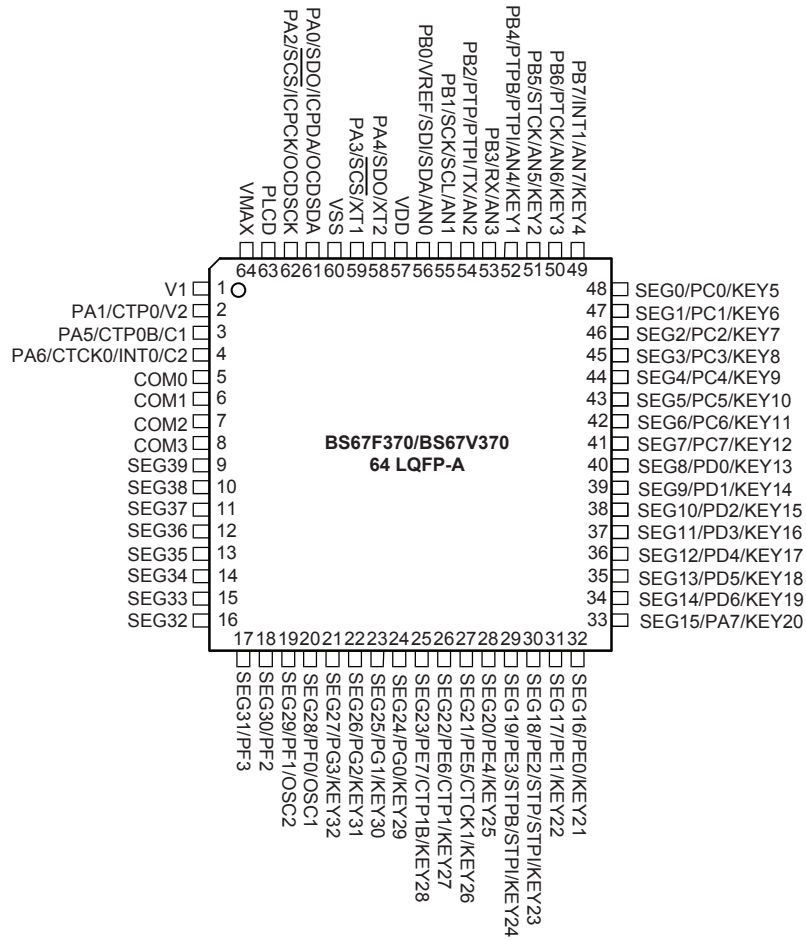 VMAX
PLCD
PA2/SCS/ICPCK/OCDSCK
PA0/SDO/ICPDA/OCDSDA
VSS
PA3/SCS/XT1
PA4/SDO/XT2
VDD
PB0/VREF/SDI/SDA/AN0
PB1/SCK/SCL/AN1
PB2/PTP/PTPI/TX/AN2
PB3/RX/AN3
PB4/PTPB/PTPI/AN4/KEY1
PB5/STCK/AN5/KEY2
PB6/PTCK/AN6/KEY3
PB7/INT1/AN7/KEY4
64 63 62 61 60 59 58 57 56 55 54 53 52 51 50 49
V1 1
PA1/CTP0/V2 2
PA5/CTP0B/C1 3
PA6/CTCK0/INT0/C2 4
COM0 5
COM1 6
COM2 7
COM3 8
SEG39 9
SEG38 10
SEG37 11
SEG36 12
SEG35 13
SEG34 14
SEG33 15
SEG32 16
BS67F370/BS67V370
64 LQFP-A
48 SEG0/PC0/KEY5
47 SEG1/PC1/KEY6
46 SEG2/PC2/KEY7
45 SEG3/PC3/KEY8
44 SEG4/PC4/KEY9
43 SEG5/PC5/KEY10
42 SEG6/PC6/KEY11
41 SEG7/PC7/KEY12
40 SEG8/PD0/KEY13
39 SEG9/PD1/KEY14
38 SEG10/PD2/KEY15
37 SEG11/PD3/KEY16
36 SEG12/PD4/KEY17
35 SEG13/PD5/KEY18
34 SEG14/PD6/KEY19
33 SEG15/PA7/KEY20
17 18 19 20 21 22 23 24 25 26 27 28 29 30 31 32
SEG31/PF3
SEG30/PF2
SEG29/PF1/OSC2
SEG28/PF0/OSC1
SEG27/PG3/KEY32
SEG26/PG2/KEY31
SEG25/PG1/KEY30
SEG24/PG0/KEY29
SEG23/PE7/CTP1B/KEY28
SEG22/PE6/CTP1/KEY27
SEG21/PE5/CTCK1/KEY26
SEG20/PE4/KEY25
SEG19/PE3/STPB/STPI/KEY24
SEG18/PE2/STP/STPI/KEY23
SEG17/PE1/KEY22
SEG16/PE0/KEY21